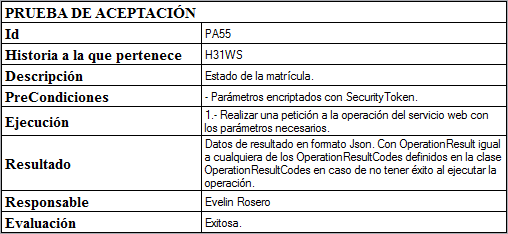 PRUEBA DE ACEPTACIÓN
Id PA55
Historia a la que pertenece H31WS
Descripción Estado de la matrícula.
PreCondiciones - Parámetros encriptados con SecurityToken.
Ejecución 1.- Realizar una petición a la operación del servicio web con
los parámetros necesarios.
Resultado Datos de resultado en formato Json. Con OperationResult igual
a cualquiera de los OperationResultCodes definidos en la clase
OperationResultCodes en caso de no tener éxito al ejecutar la
operación.
Responsable Evelin Rosero
Evaluación Exitosa.